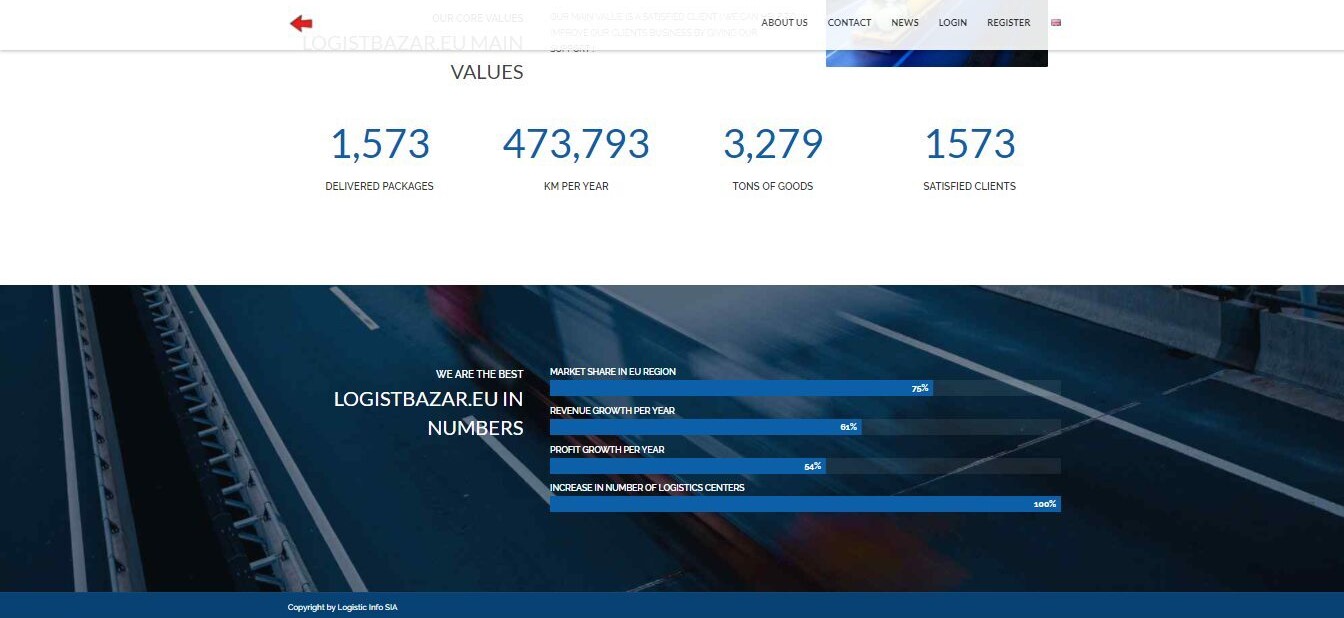 ABOUT US CONTACT NEWS LOGIN REGISTER
OUR CORE VALUES
LOGISTBAZAR.EU MAIN
VALUES
OUR MAIN VALUE IS A SATISFIED CLIENT! WE CAN
IMPROVE OUR CLIENTS BUSINESS BY GIVING OUR
SUPPORT!
1,573
DELIVERED PACKAGES
473,793
KM PER YEAR
3,279
TONS OF GOODS
1573
SATISFIED CLIENTS
WE ARE THE BEST
LOGISTBAZAR.EU IN
NUMBERS
MARKET SHARE IN EU REGION
75%
REVENUE GROWTH PER YEAR
61%
PROFIT GROWTH PER YEAR
54%
INCREASE IN NUMBER OF LOGISTICS CENTERS
100%
Copyright by Logistic Info SIA